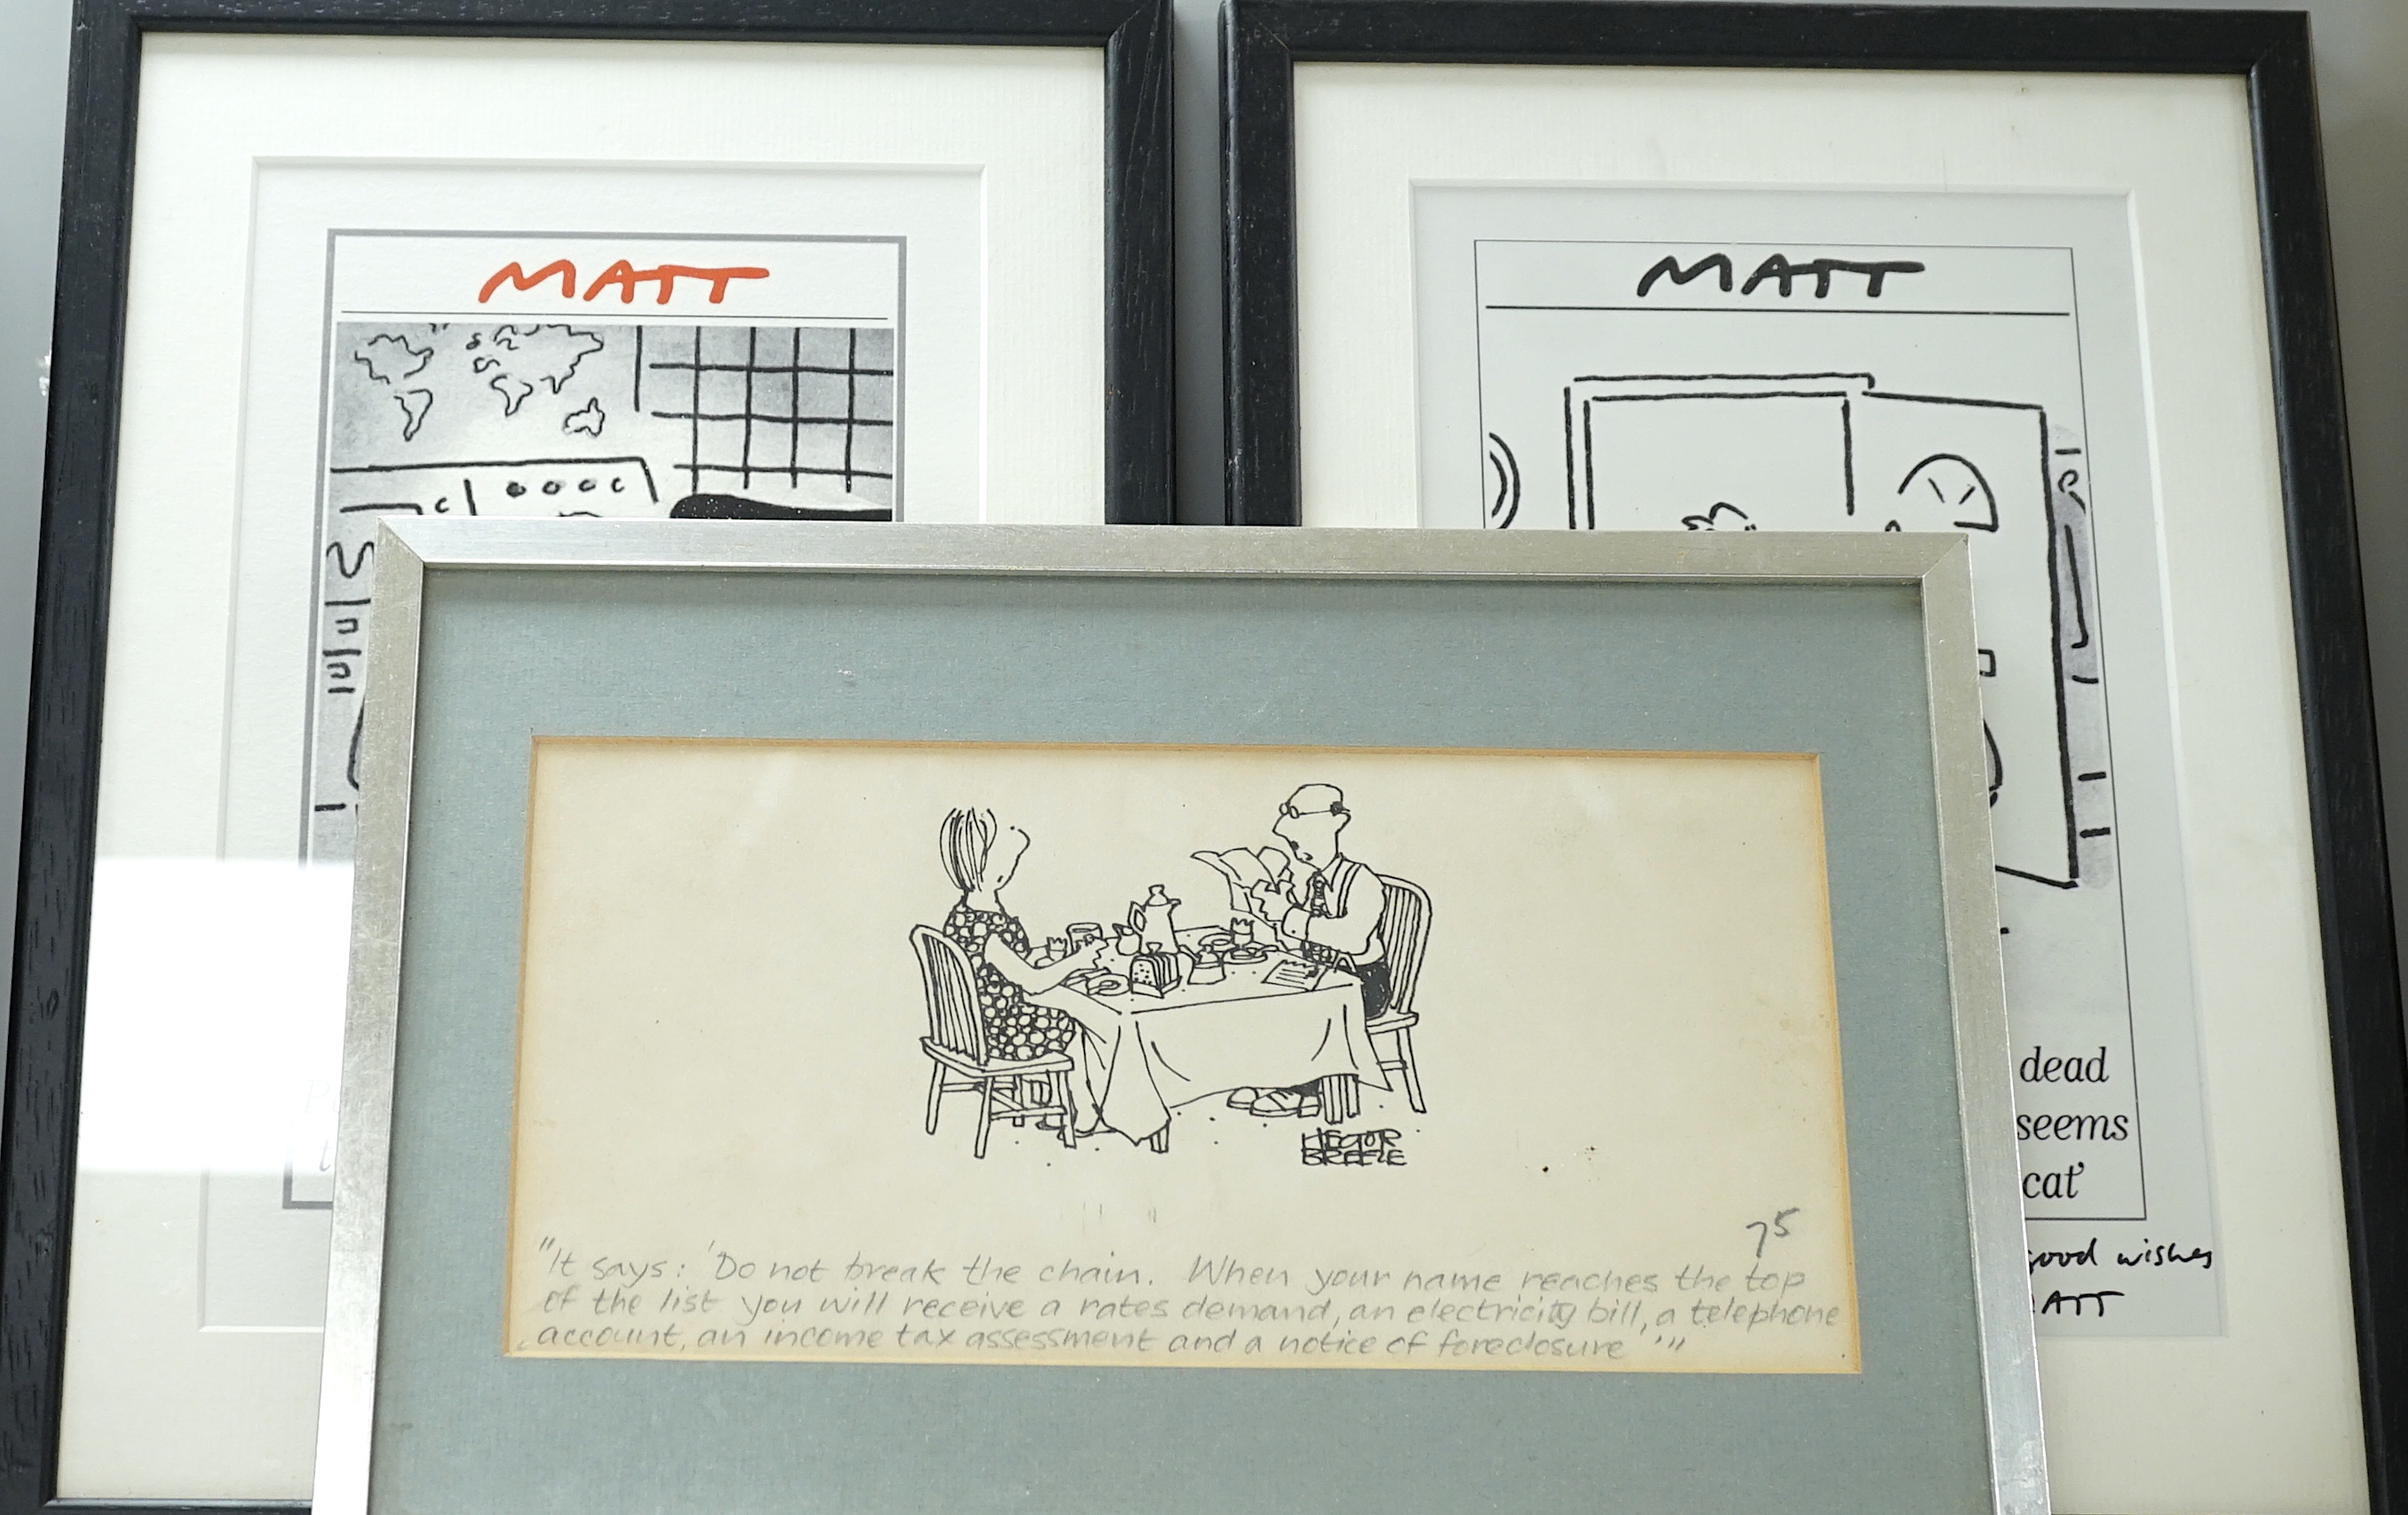 MATT
MATT
HECTOR
BREEZE
75
"It says: 'Do not break the chain. When your name reaches the top
of the list you will receive a rates demand, an electricity bill, a telephone
account, an income tax assessment and a notice of foreclosure' '"
dead
seems
cat'
good wishes
MATT